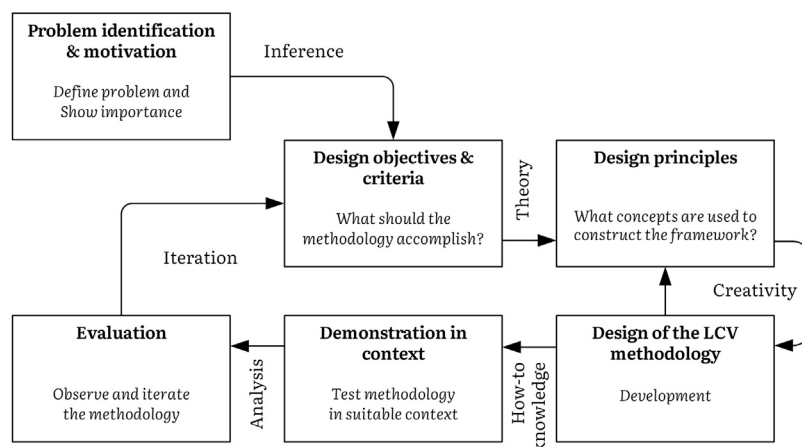 Problem identification
& motivation
Define problem and
Show importance
Inference
Design objectives &
criteria
What should the
methodology accomplish?
Theory
Design principles
What concepts are used to
construct the framework?
Iteration
Creativity
Evaluation
Observe and iterate
the methodology
Analysis
Demonstration in
context
Test methodology
in suitable context
How-to
knowledge
Design of the LCV
methodology
Development